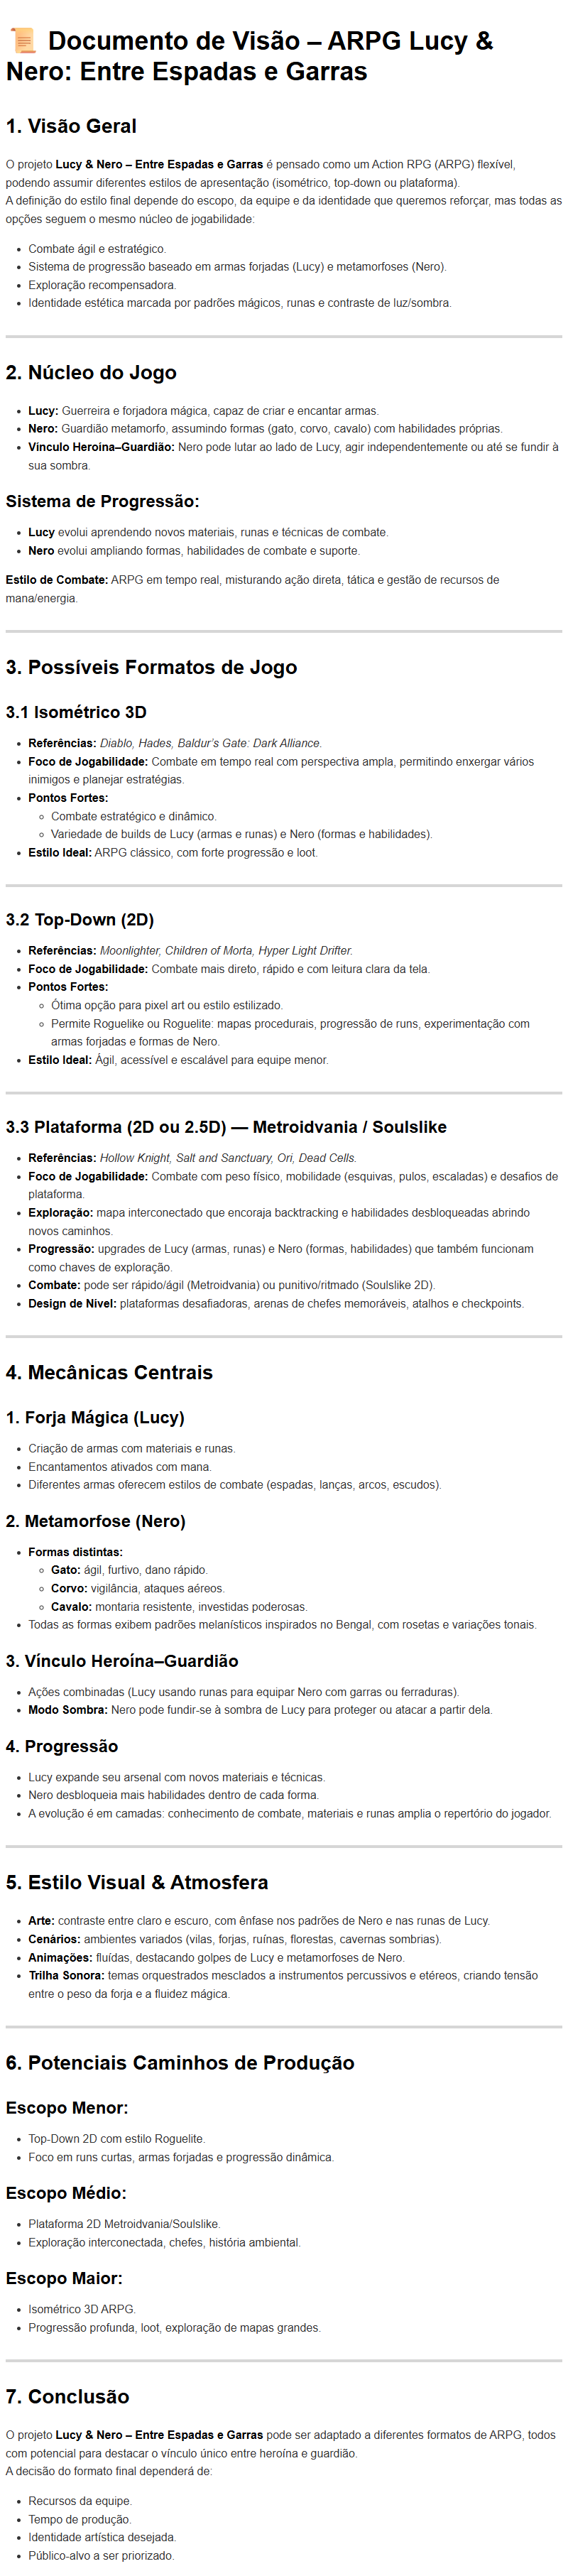 📜 Documento de Visão – ARPG Lucy &
Nero: Entre Espadas e Garras
1. Visão Geral
O projeto Lucy & Nero – Entre Espadas e Garras é pensado como um Action RPG (ARPG) flexível,
podendo assumir diferentes estilos de apresentação (isométrico, top-down ou plataforma).
A definição do estilo final depende do escopo, da equipe e da identidade que queremos reforçar, mas todas as
opções seguem o mesmo núcleo de jogabilidade:
• Combate ágil e estratégico.
• Sistema de progressão baseado em armas forjadas (Lucy) e metamorfoses (Nero).
• Exploração recompensadora.
• Identidade estética marcada por padrões mágicos, runas e contraste de luz/sombra.
2. Núcleo do Jogo
• Lucy: Guerreira e forjadora mágica, capaz de criar e encantar armas.
• Nero: Guardião metamorfo, assumindo formas (gato, corvo, cavalo) com habilidades próprias.
• Vínculo Heroína–Guardião: Nero pode lutar ao lado de Lucy, agir independentemente ou até se fundir à
sua sombra.
Sistema de Progressão:
• Lucy evolui aprendendo novos materiais, runas e técnicas de combate.
• Nero evolui ampliando formas, habilidades de combate e suporte.
Estilo de Combate: ARPG em tempo real, misturando ação direta, tática e gestão de recursos de
mana/energia.
3. Possíveis Formatos de Jogo
3.1 Isométrico 3D
• Referências: Diablo, Hades, Baldur's Gate: Dark Alliance.
• Foco de Jogabilidade: Combate em tempo real com perspectiva ampla, permitindo enxergar vários
inimigos e planejar estratégias.
• Pontos Fortes:
◦ Combate estratégico e dinâmico.
◦ Variedade de builds de Lucy (armas e runas) e Nero (formas e habilidades).
• Estilo Ideal: ARPG clássico, com forte progressão e loot.
3.2 Top-Down (2D)
• Referências: Moonlighter, Children of Morta, Hyper Light Drifter.
• Foco de Jogabilidade: Combate mais direto, rápido e com leitura clara da tela.
• Pontos Fortes:
◦ Ótima opção para pixel art ou estilo estilizado.
◦ Permite Roguelike ou Roguelite: mapas procedurais, progressão de runs, experimentação com
armas forjadas e formas de Nero.
• Estilo Ideal: Ágil, acessível e escalável para equipe menor.
3.3 Plataforma (2D ou 2.5D) — Metroidvania / Soulslike
• Referências: Hollow Knight, Salt and Sanctuary, Ori, Dead Cells.
• Foco de Jogabilidade: Combate com peso físico, mobilidade (esquivas, pulos, escaladas) e desafios de
plataforma.
• Exploração: mapa interconectado que encoraja backtracking e habilidades desbloqueadas abrindo
novos caminhos.
• Progressão: upgrades de Lucy (armas, runas) e Nero (formas, habilidades) que também funcionam
como chaves de exploração.
• Combate: pode ser rápido/ágil (Metroidvania) ou punitivo/ritmado (Soulslike 2D).
• Design de Nível: plataformas desafiadoras, arenas de chefes memoráveis, atalhos e checkpoints.
4. Mecânicas Centrais
1. Forja Mágica (Lucy)
• Criação de armas com materiais e runas.
• Encantamentos ativados com mana.
• Diferentes armas oferecem estilos de combate (espadas, lanças, arcos, escudos).
2. Metamorfose (Nero)
• Formas distintas:
◦ Gato: ágil, furtivo, dano rápido.
◦ Corvo: vigilância, ataques aéreos.
◦ Cavalo: montaria resistente, investidas poderosas.
• Todas as formas exibem padrões melanísticos inspirados no Bengal, com rosetas e variações tonais.
3. Vínculo Heroína–Guardião
• Ações combinadas (Lucy usando runas para equipar Nero com garras ou ferraduras).
• Modo Sombra: Nero pode fundir-se à sombra de Lucy para proteger ou atacar a partir dela.
4. Progressão
• Lucy expande seu arsenal com novos materiais e técnicas.
• Nero desbloqueia mais habilidades dentro de cada forma.
• A evolução é em camadas: conhecimento de combate, materiais e runas amplia o repertório do jogador.
5. Estilo Visual & Atmosfera
• Arte: contraste entre claro e escuro, com ênfase nos padrões de Nero e nas runas de Lucy.
• Cenários: ambientes variados (vilas, forjas, ruínas, florestas, cavernas sombrias).
• Animações: fluídas, destacando golpes de Lucy e metamorfoses de Nero.
• Trilha Sonora: temas orquestrados mesclados a instrumentos percussivos e etéreos, criando tensão
entre o peso da forja e a fluidez mágica.
6. Potenciais Caminhos de Produção
Escopo Menor:
• Top-Down 2D com estilo Roguelite.
• Foco em runs curtas, armas forjadas e progressão dinâmica.
Escopo Médio:
• Plataforma 2D Metroidvania/Soulslike.
• Exploração interconectada, chefes, história ambiental.
Escopo Maior:
• Isométrico 3D ARPG.
• Progressão profunda, loot, exploração de mapas grandes.
7. Conclusão
O projeto Lucy & Nero – Entre Espadas e Garras pode ser adaptado a diferentes formatos de ARPG, todos
com potencial para destacar o vínculo único entre heroína e guardião.
A decisão do formato final dependerá de:
• Recursos da equipe.
• Tempo de produção.
• Identidade artística desejada.
• Público-alvo a ser priorizado.